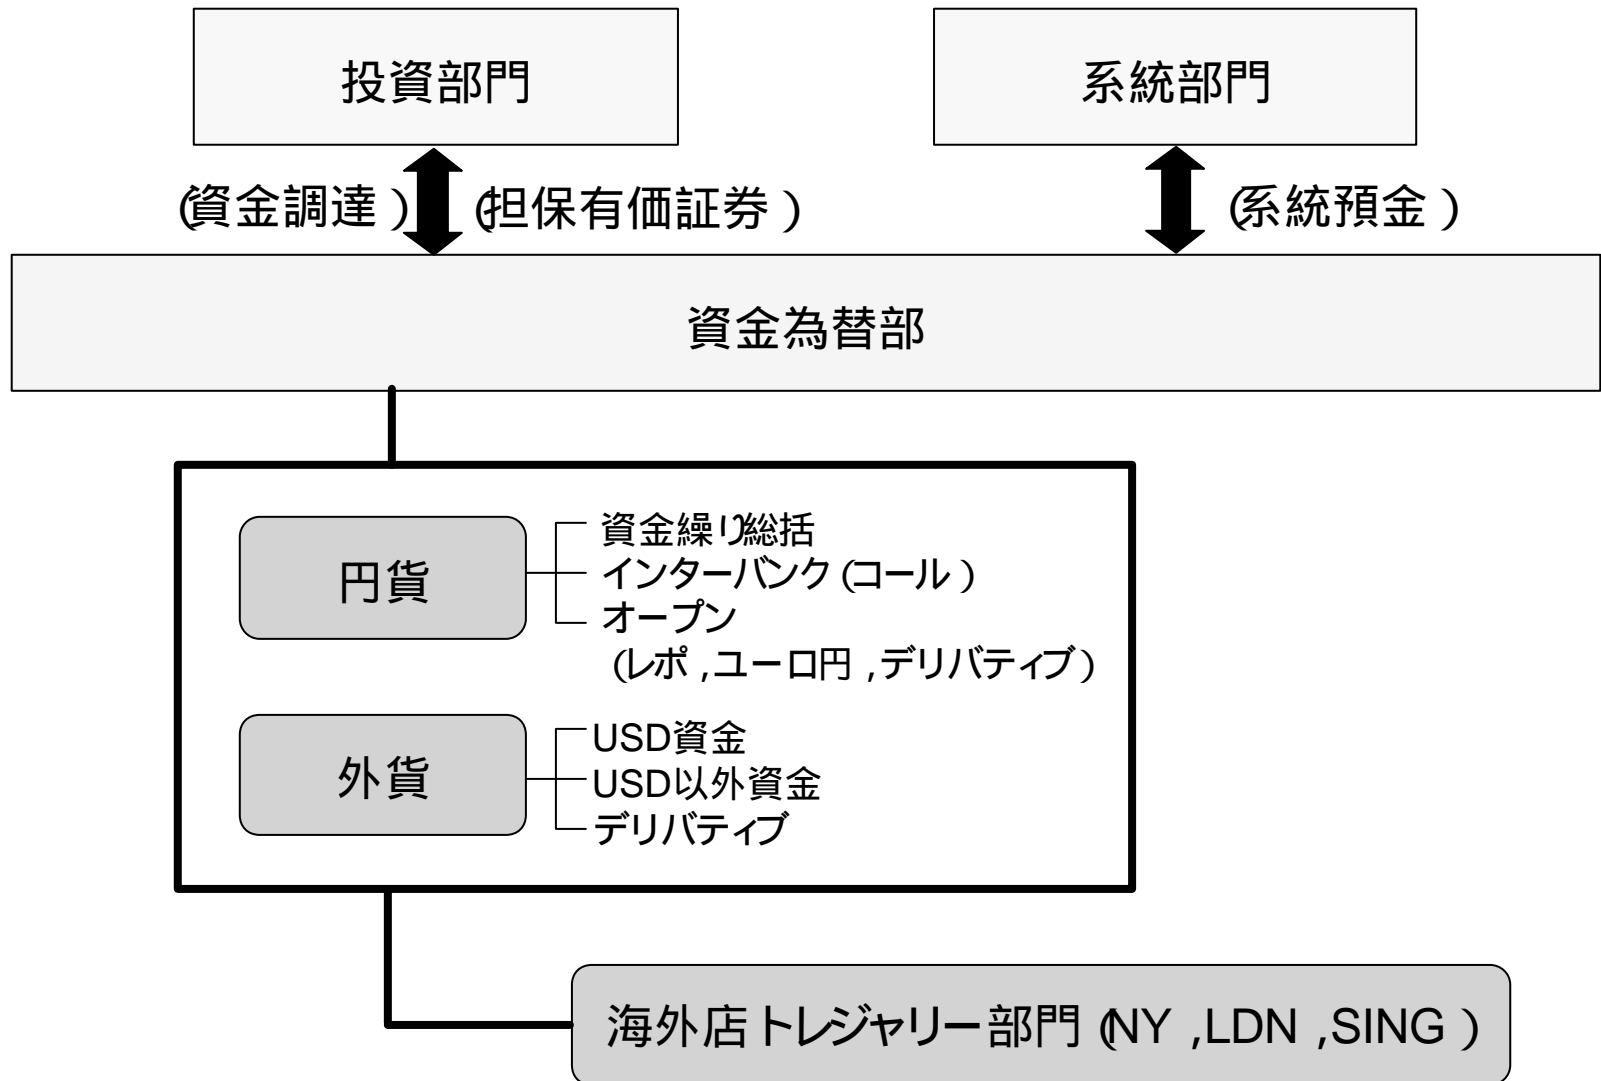 投資部門
系統部門
(資金調達)
(担保有価証券)
(系統預金)
資金為替部
円貨
資金繰り総括
インターバンク(コール)
オープン
(レポ,ユーロ円,デリバティブ)
外貨
USD資金
USD以外資金
デリバティブ
海外店トレジャリー部門(NY,LDN,SING)